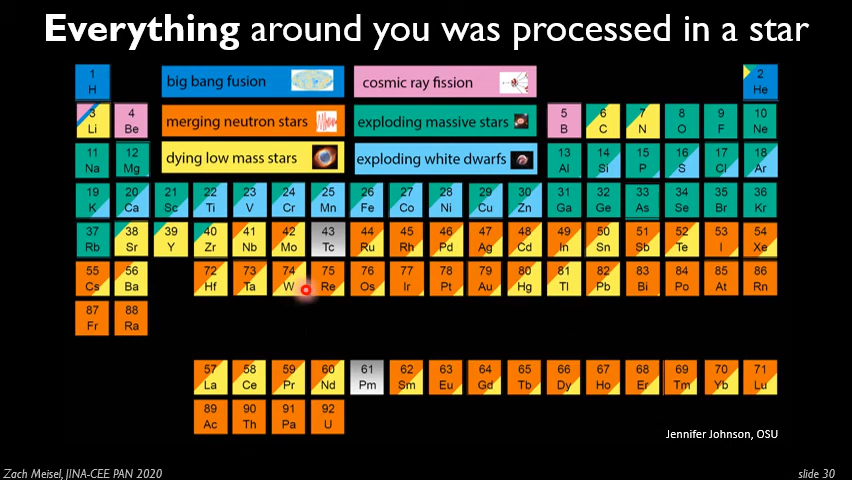 Everything around you was processed in a star
1 H
2 He
big bang fusion
cosmic ray fission
merging neutron stars
exploding massive stars
dying low mass stars
exploding white dwarfs
3 4 5 6 7 8 9 10
Li Be B C N O F Ne
11 12 13 14 15 16 17 18
Na Mg Al Si P S Cl Ar
19 20 21 22 23 24 25 26 27 28 29 30 31 32 33 34 35 36
K Ca Sc Ti V Cr Mn Fe Co Ni Cu Zn Ga Ge As Se Br Kr
37 38 39 40 41 42 43 44 45 46 47 48 49 50 51 52 53 54
Rb Sr Y Zr Nb Mo Tc Ru Rh Pd Ag Cd In Sn Sb Te I Xe
55 56 72 73 74 75 76 77 78 79 80 81 82 83 84 85 86
Cs Ba Hf Ta W Re Os Ir Pt Au Hg Tl Pb Bi Po At Rn
87 88
Fr Ra
57 58 59 60 61 62 63 64 65 66 67 68 69 70 71
La Ce Pr Nd Pm Sm Eu Gd Tb Dy Ho Er Tm Yb Lu
89 90 91 92
Ac Th Pa U
Jennifer Johnson, OSU
Zach Meisel, JINA-CEE PAN 2020
slide 30